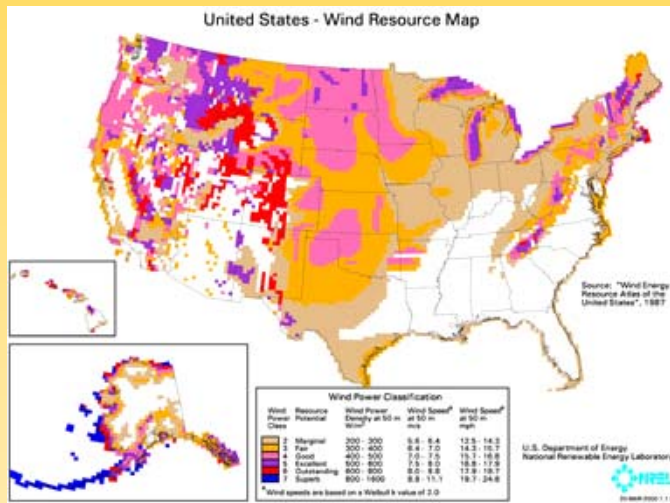 United States - Wind Resource Map
Source: "Wind Energy
Resource Atlas of the
United States", 1987
Wind Power Classification
Wind Power Class Resource Potential Wind Power Density at 50 m W/m² Wind Speedᵃ at 50 m m/s Wind Speedᵃ at 50 m mph
2 Marginal 200 - 300 5.6 - 6.4 12.5 - 14.3
3 Fair 300 - 400 6.4 - 7.0 14.3 - 15.7
4 Good 400 - 500 7.0 - 7.5 15.7 - 16.8
5 Excellent 500 - 600 7.5 - 8.0 16.8 - 17.9
6 Outstanding 600 - 800 8.0 - 8.8 17.9 - 19.7
7 Superb 800 - 1600 8.8 - 11.1 19.7 - 24.8
ᵃ Wind speeds are based on a Weibull k value of 2.0
U.S. Department of Energy
National Renewable Energy Laboratory
NREL